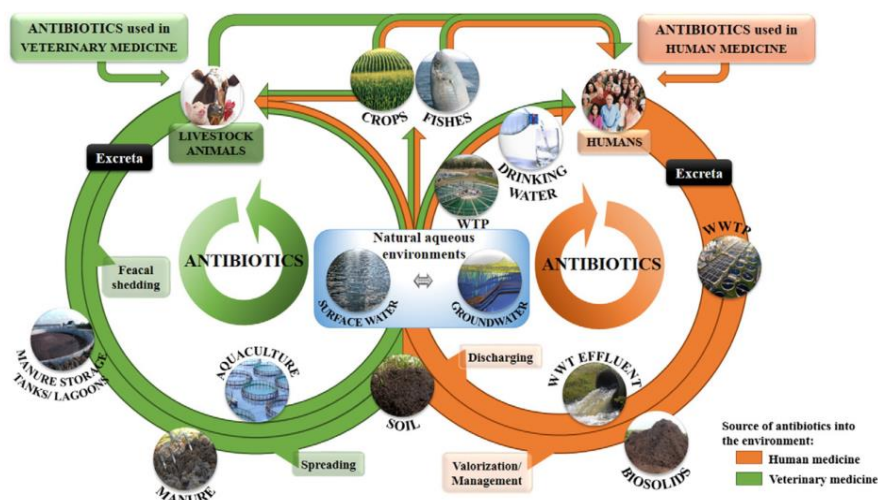 ANTIBIOTICS used in
VETERINARY MEDICINE
ANTIBIOTICS used in
HUMAN MEDICINE
CROPS
FISHES
LIVESTOCK
ANIMALS
HUMANS
DRINKING
WATER
Excreta
Excreta
WTP
WWTP
Natural aqueous
environments
ANTIBIOTICS
ANTIBIOTICS
Feacal
shedding
SURFACE WATER
GROUNDWATER
MANURE STORAGE
TANKS/ LAGOONS
AQUACULTURE
Discharging
WWT EFFLUENT
SOIL
Spreading
Valorization/
Management
BIOSOLIDS
MANURE
Source of antibiotics into
the environment:
Human medicine
Veterinary medicine